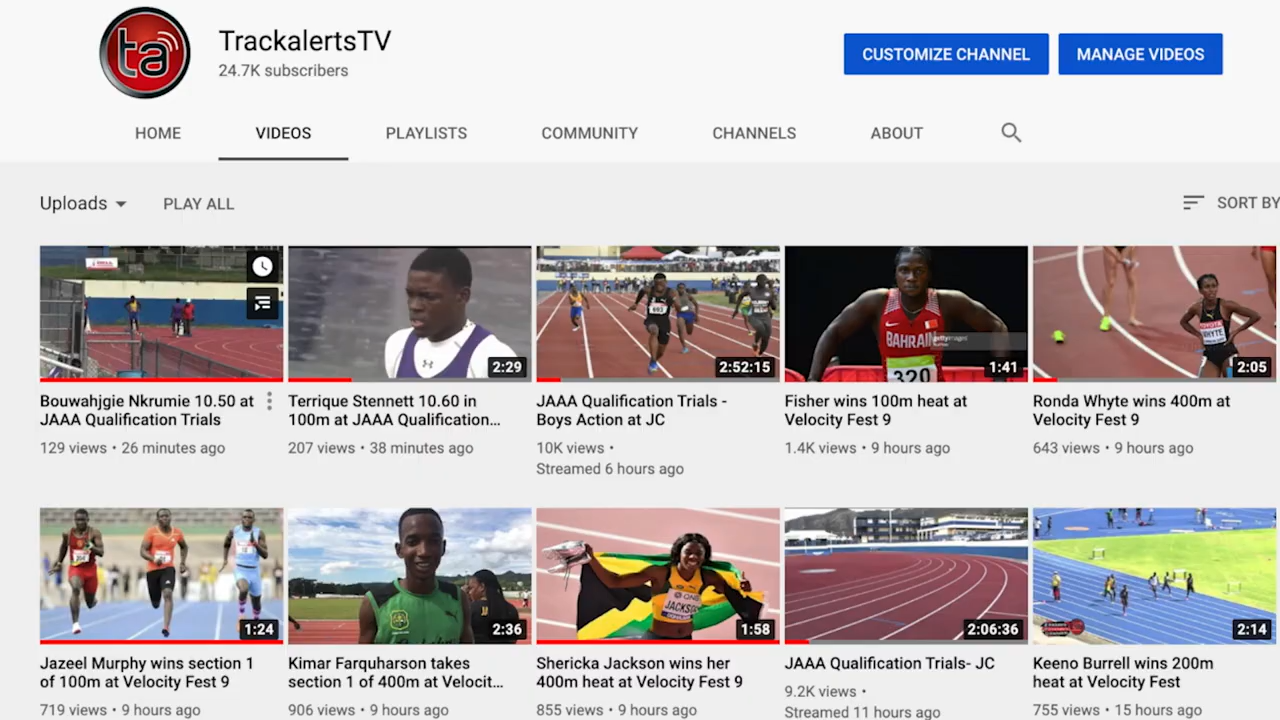 ta
TrackalertsTV
24.7K subscribers
CUSTOMIZE CHANNEL
MANAGE VIDEOS
HOME
VIDEOS
PLAYLISTS
COMMUNITY
CHANNELS
ABOUT
Uploads
PLAY ALL
SORT BY
2:29
2:52:15
BAHRAIN
gettyimages
320
1:41
WHYTE
2:05
Bouwahjgie Nkrumie 10.50 at
JAAA Qualification Trials
129 views • 26 minutes ago
Terrique Stennett 10.60 in
100m at JAAA Qualification...
207 views • 38 minutes ago
JAAA Qualification Trials -
Boys Action at JC
10K views •
Streamed 6 hours ago
Fisher wins 100m heat at
Velocity Fest 9
1.4K views • 9 hours ago
Ronda Whyte wins 400m at
Velocity Fest 9
643 views • 9 hours ago
1:24
2:36
JACKSON
1:58
2:06:36
2:14
Jazeel Murphy wins section 1
of 100m at Velocity Fest 9
719 views • 9 hours ago
Kimar Farquharson takes
section 1 of 400m at Velocit...
906 views • 9 hours ago
Shericka Jackson wins her
400m heat at Velocity Fest 9
855 views • 9 hours ago
JAAA Qualification Trials- JC
9.2K views •
Streamed 11 hours ago
Keeno Burrell wins 200m
heat at Velocity Fest
755 views • 15 hours ago